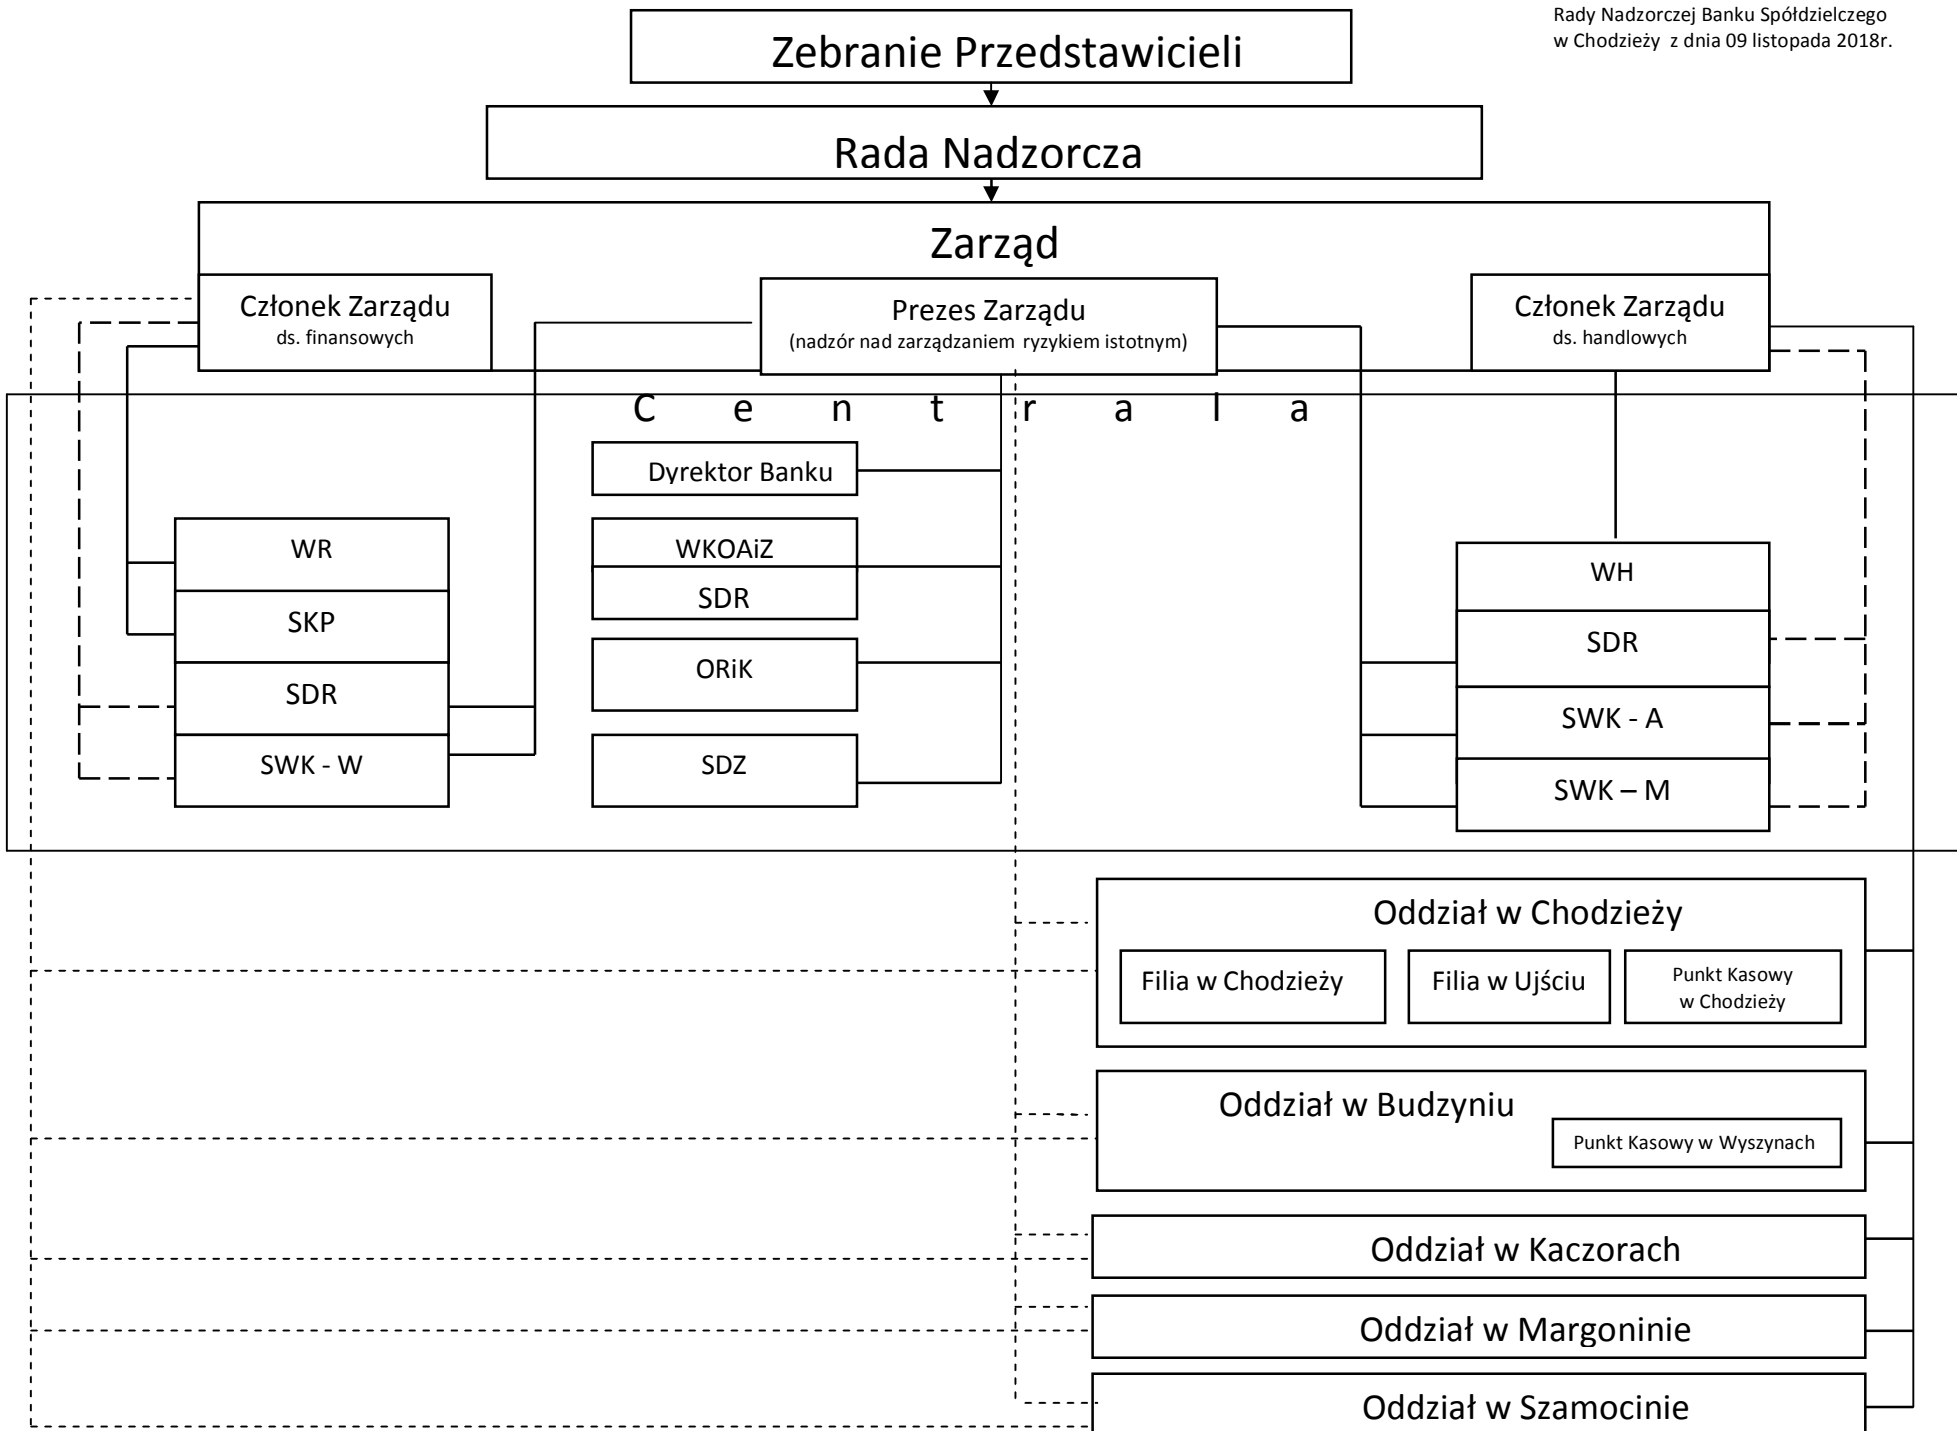 Rady Nadzorczej Banku Spółdzielczego
w Chodzieży z dnia 09 listopada 2018r.
Zebranie Przedstawicieli
Rada Nadzorcza
Zarząd
Członek Zarządu
ds. finansowych
Prezes Zarządu
(nadzór nad zarządzaniem ryzykiem istotnym)
Członek Zarządu
ds. handlowych
C e n t r a l a
Dyrektor Banku
WR
SKP
SDR
SWK - W
WKOAiZ
SDR
ORiK
SDZ
WH
SDR
SWK - A
SWK – M
Oddział w Chodzieży
Filia w Chodzieży
Filia w Ujściu
Punkt Kasowy
w Chodzieży
Oddział w Budzyniu
Punkt Kasowy w Wyszynach
Oddział w Kaczorach
Oddział w Margoninie
Oddział w Szamocinie